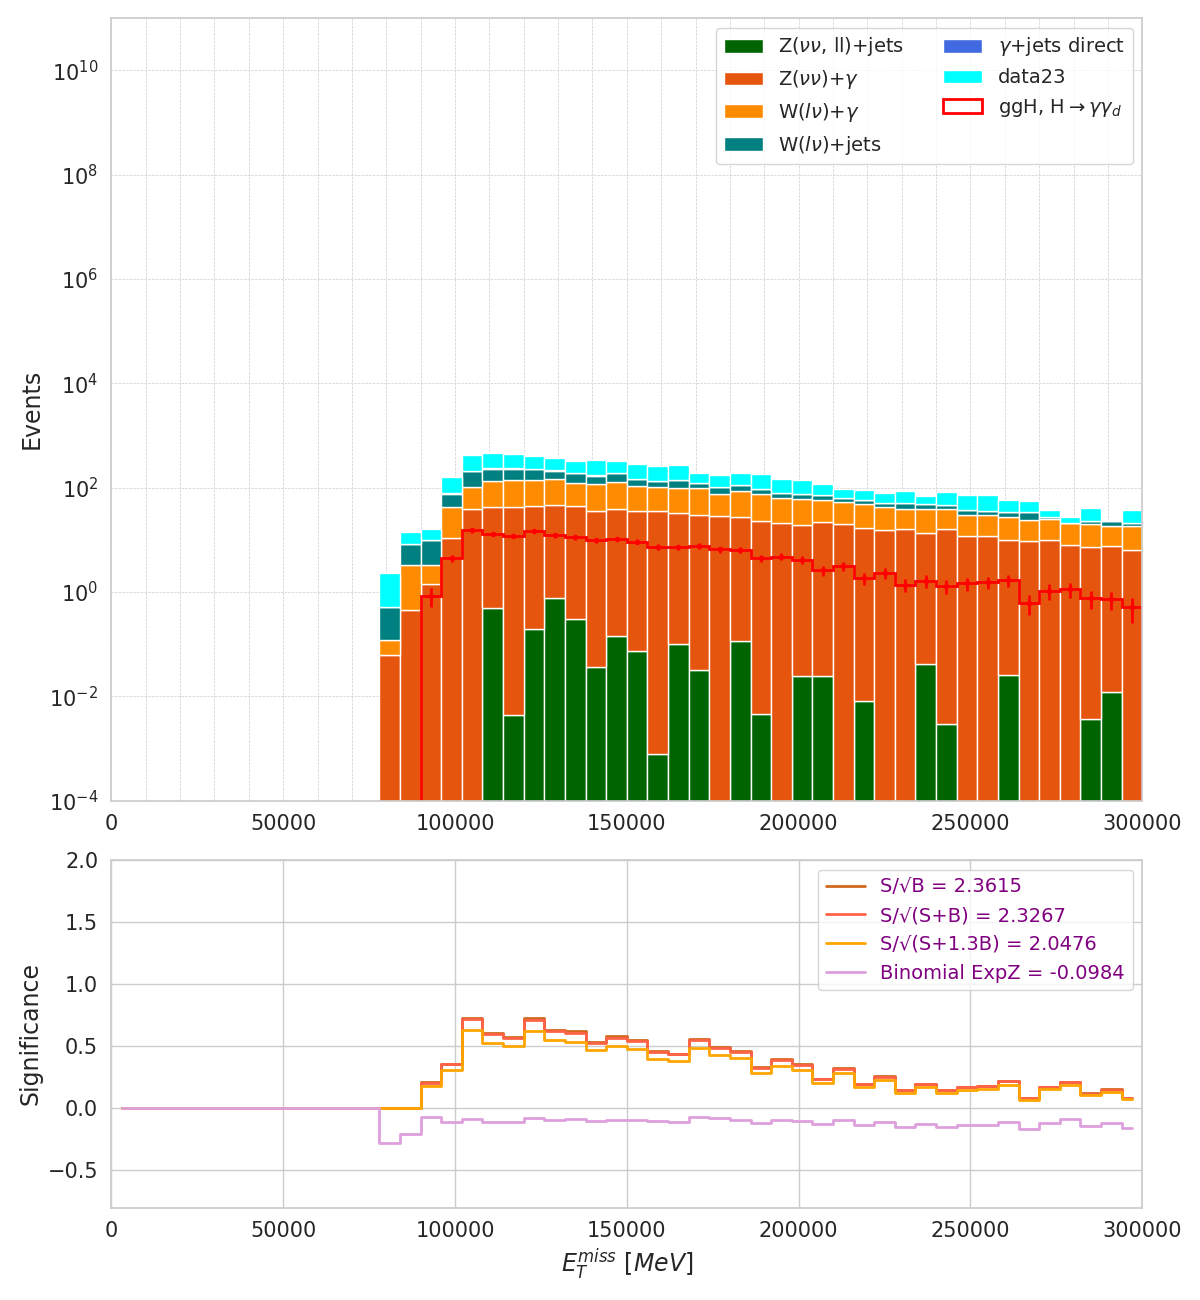 Z(νν, ll)+jets
Z(νν)+γ
W(lν)+γ
W(lν)+jets
γ+jets direct
data23
ggH, H→γγ_d
Events
10^10
10^8
10^6
10^4
10^2
10^0
10^−2
10^−4
0 50000 100000 150000 200000 250000 300000
S/√B = 2.3615
S/√(S+B) = 2.3267
S/√(S+1.3B) = 2.0476
Binomial ExpZ = -0.0984
Significance
2.0
1.5
1.0
0.5
0.0
−0.5
0 50000 100000 150000 200000 250000 300000
E_T^miss [MeV]